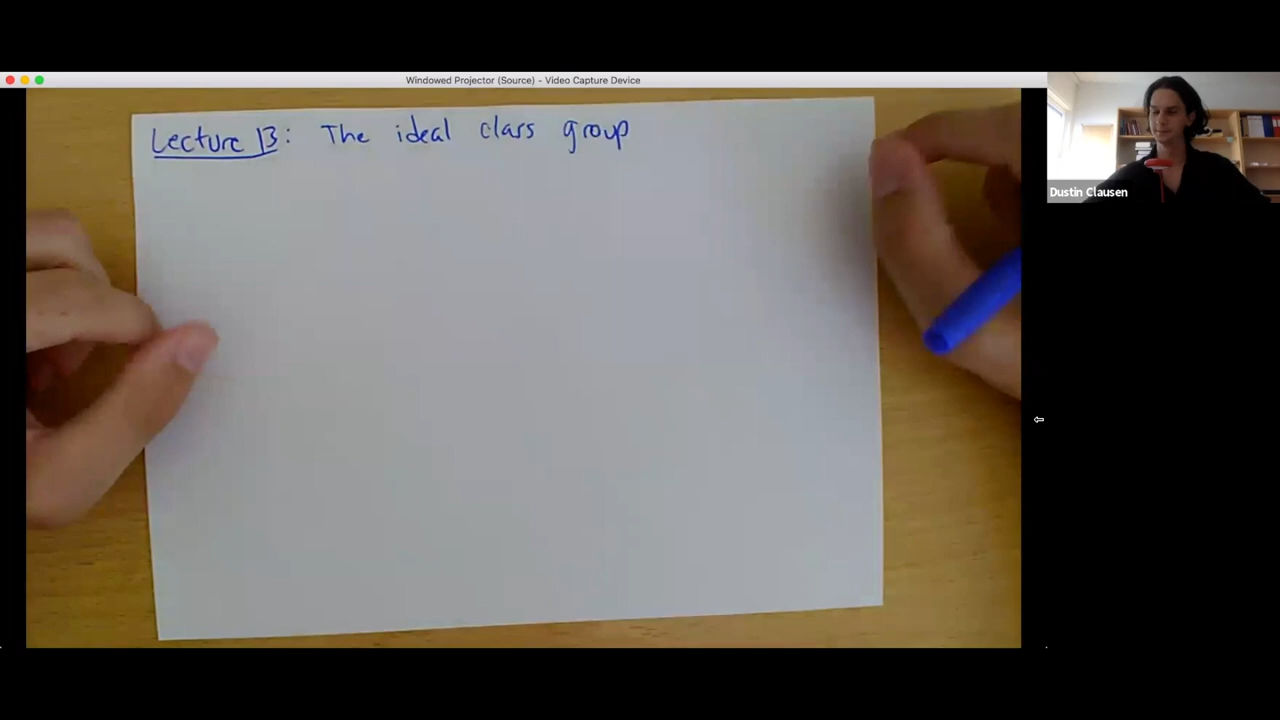 Windowed Projector (Source) - Video Capture Device
Lecture 13: The ideal class group
Dustin Clausen